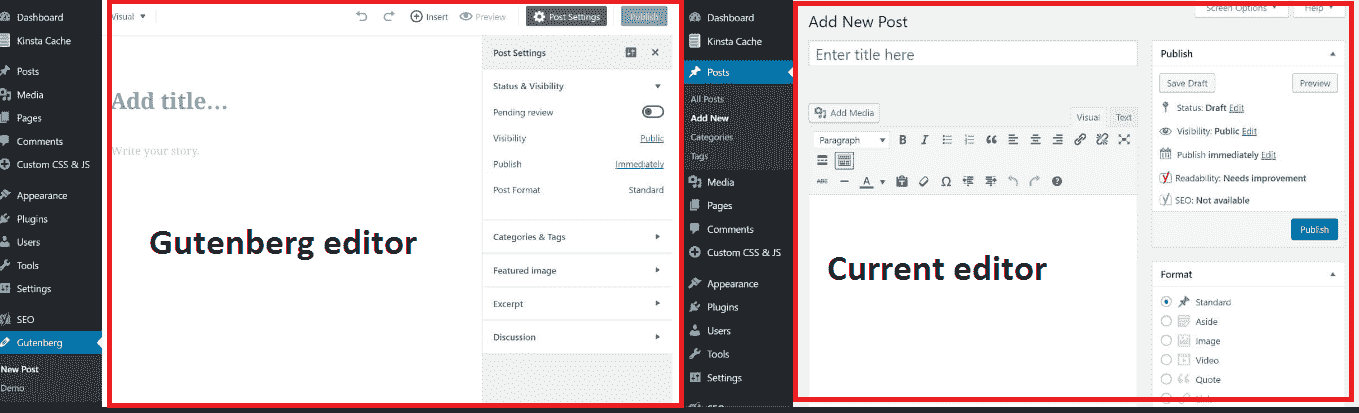 Dashboard
Kinsta Cache
Posts
Media
Pages
Comments
Custom CSS & JS
Appearance
Plugins
Users
Tools
Settings
SEO
Gutenberg
New Post
Demo
Visual
Insert
Preview
Post Settings
Publish
Add title...
Write your story.
Gutenberg editor
Post Settings
Status & Visibility
Pending review
Visibility Public
Publish Immediately
Post Format Standard
Categories & Tags
Featured image
Excerpt
Discussion
Dashboard
Kinsta Cache
Posts
All Posts
Add New
Categories
Tags
Media
Pages
Comments
Custom CSS & JS
Appearance
Plugins
Users
Tools
Settings
SEO
Screen Options
Help
Add New Post
Enter title here
Add Media
Visual
Text
Paragraph
B I
ABC
A
Current editor
Publish
Save Draft
Preview
Status: Draft Edit
Visibility: Public Edit
Publish immediately Edit
Readability: Needs improvement
SEO: Not available
Publish
Format
Standard
Aside
Image
Video
Quote